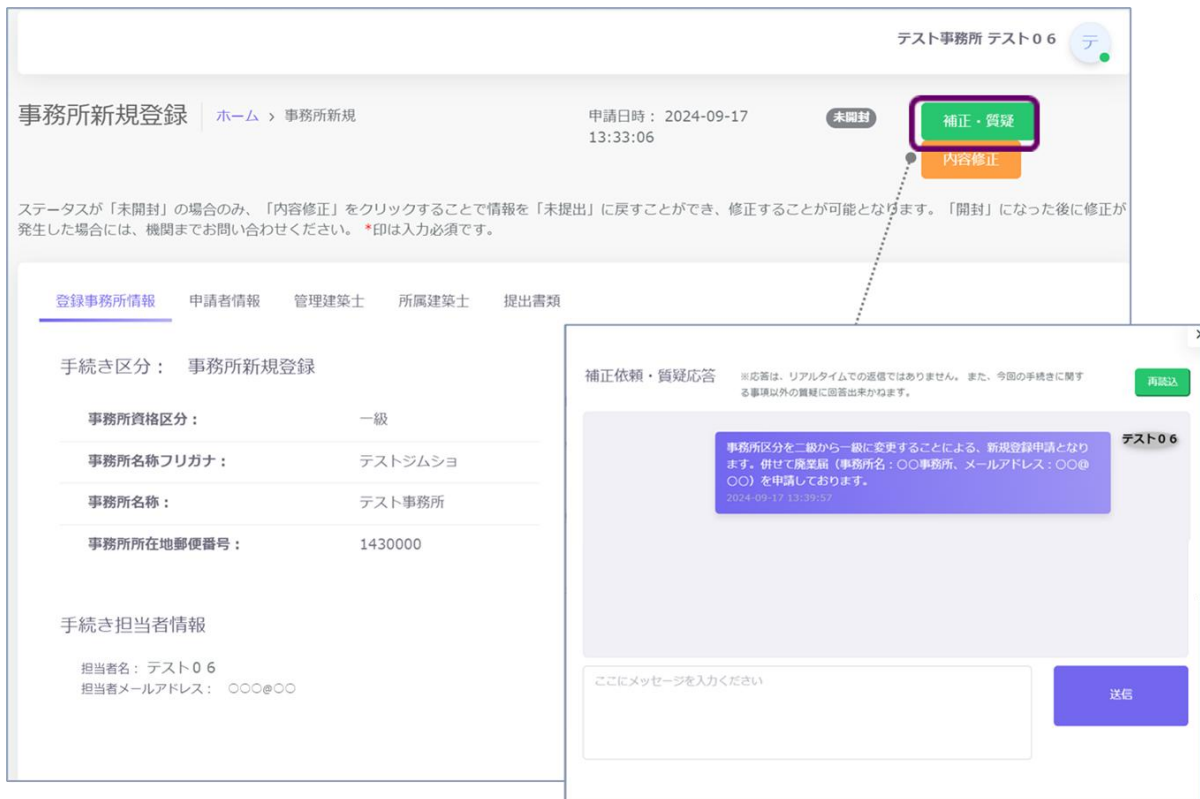 テスト事務所 テスト０６
テ
事務所新規登録
ホーム › 事務所新規
申請日時： 2024-09-17
13:33:06
未開封
補正・質疑
内容修正
ステータスが「未開封」の場合のみ、「内容修正」をクリックすることで情報を「未提出」に戻すことができ、修正することが可能となります。「開封」になった後に修正が
発生した場合には、機関までお問い合わせください。 *印は入力必須です。
登録事務所情報 申請者情報 管理建築士 所属建築士 提出書類
手続き区分： 事務所新規登録
事務所資格区分： 一級
事務所名称フリガナ： テストジムショ
事務所名称： テスト事務所
事務所所在地郵便番号： 1430000
手続き担当者情報
担当者名： テスト０６
担当者メールアドレス： 〇〇〇@〇〇
補正依頼・質疑応答
※応答は、リアルタイムでの返信ではありません。 また、今回の手続きに関す
る事項以外の質疑に回答出来かねます。
再読込
テスト０６
事務所区分を二級から一級に変更することによる、新規登録申請となり
ます。併せて廃業届（事務所名：〇〇事務所、メールアドレス：〇〇@
〇〇）を申請しております。
2024-09-17 13:39:57
ここにメッセージを入力ください
送信